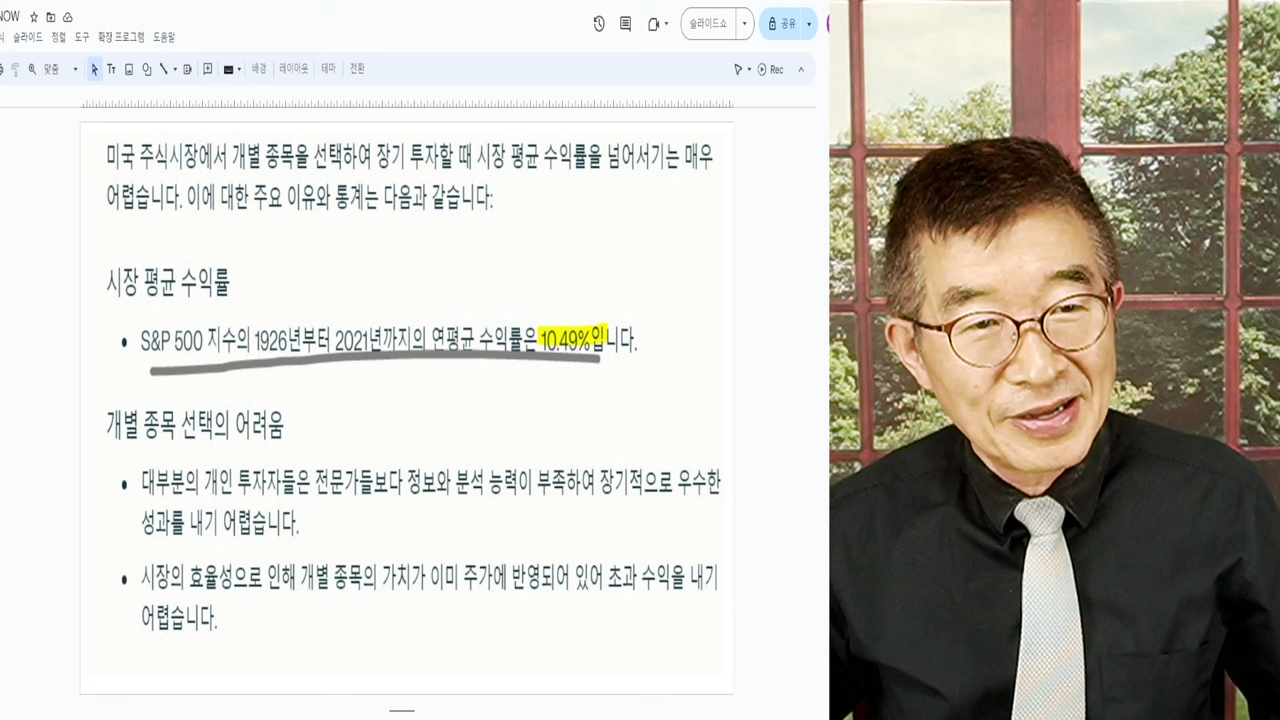 NOW
슬라이드 정렬 도구 확장 프로그램 도움말
슬라이드쇼
공유
맞춤
Tr
배경
레이아웃
테마
전환
Rec
미국 주식시장에서 개별 종목을 선택하여 장기 투자할 때 시장 평균 수익률을 넘어서기는 매우
어렵습니다. 이에 대한 주요 이유와 통계는 다음과 같습니다:
시장 평균 수익률
• S&P 500 지수의 1926년부터 2021년까지의 연평균 수익률은 10.49%입니다.
개별 종목 선택의 어려움
• 대부분의 개인 투자자들은 전문가들보다 정보와 분석 능력이 부족하여 장기적으로 우수한
성과를 내기 어렵습니다.
• 시장의 효율성으로 인해 개별 종목의 가치가 이미 주가에 반영되어 있어 초과 수익을 내기
어렵습니다.